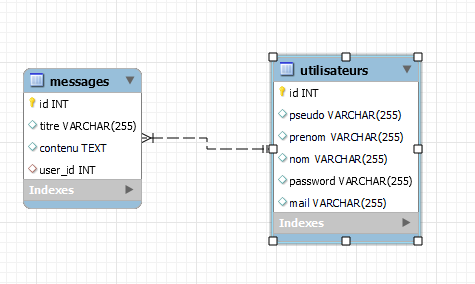 messages
id INT
titre VARCHAR(255)
contenu TEXT
user_id INT
Indexes
utilisateurs
id INT
pseudo VARCHAR(255)
prenom VARCHAR(255)
nom VARCHAR(255)
password VARCHAR(255)
mail VARCHAR(255)
Indexes